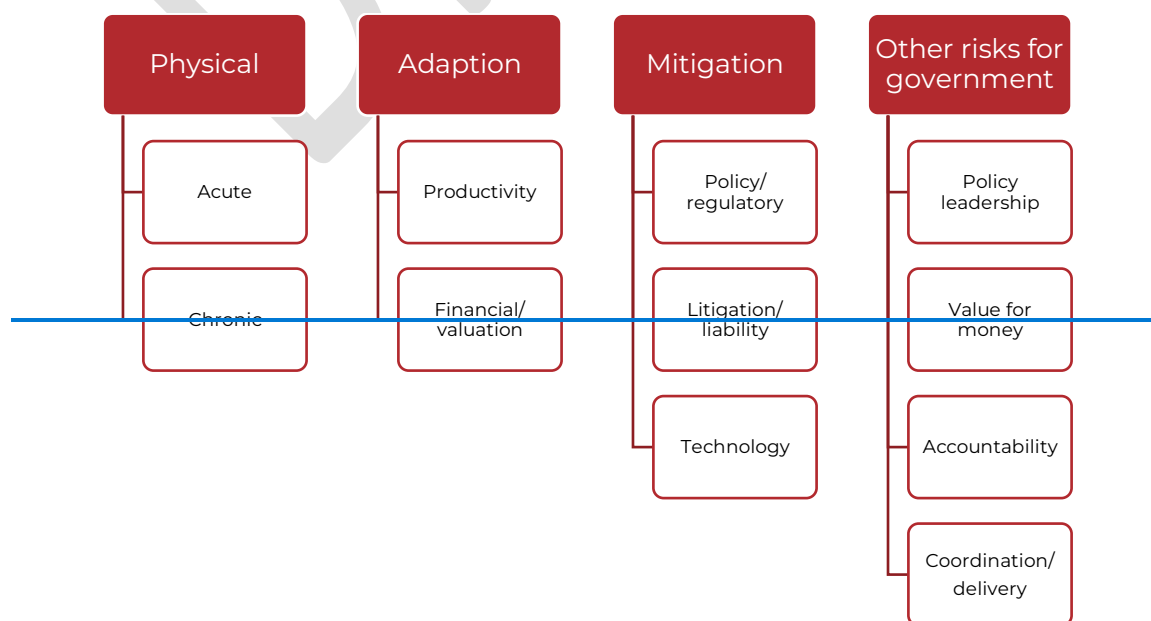 Physical
Acute
Chronic
Adaption
Productivity
Financial/
valuation
Mitigation
Policy/
regulatory
Litigation/
liability
Technology
Other risks for
government
Policy
leadership
Value for
money
Accountability
Coordination/
delivery